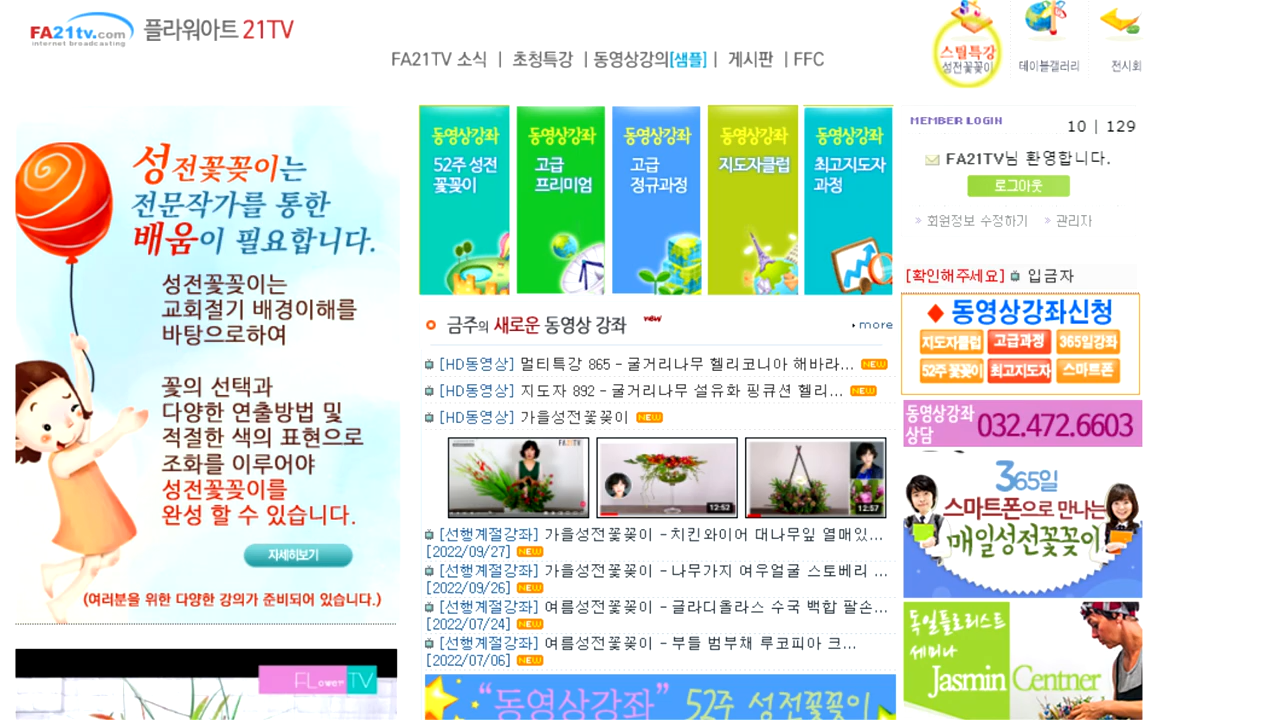 FA21tv.com 플라워아트 21TV
internet broadcasting
FA21TV 소식 | 초청특강 | 동영상강의[샘플] | 게시판 | FFC
스틸특강
성전꽃꽂이
테이블갤러리
전시회
성전꽃꽂이는
전문작가를 통한
배움이 필요합니다.
성전꽃꽂이는
교회절기 배경이해를
바탕으로하여
꽃의 선택과
다양한 연출방법 및
적절한 색의 표현으로
조화를 이루어야
성전꽃꽂이를
완성 할 수 있습니다.
자세히보기
(여러분을 위한 다양한 강의가 준비되어 있습니다.)
FLower TV
동영상강좌
52주 성전
꽃꽂이
동영상강좌
고급
프리미엄
동영상강좌
고급
정규과정
동영상강좌
지도자클럽
동영상강좌
최고지도자
과정
금주의 새로운 동영상 강좌 new
more
[HD동영상] 멀티특강 865 - 굴거리나무 헬리코니아 해바라... NEW
[HD동영상] 지도자 892 - 굴거리나무 설유화 핑큐션 헬리... NEW
[HD동영상] 가을성전꽃꽂이 NEW
FA21TV
12:52
12:57
[선행계절강좌] 가을성전꽃꽂이 - 치킨와이어 대나무잎 열매있...
[2022/09/27] NEW
[선행계절강좌] 가을성전꽃꽂이 - 나무가지 여우얼굴 스토베리 ...
[2022/09/26] NEW
[선행계절강좌] 여름성전꽃꽂이 - 글라디올라스 수국 백합 팔손...
[2022/07/24] NEW
[선행계절강좌] 여름성전꽃꽂이 - 부들 범부채 루코피아 크...
[2022/07/06] NEW
"동영상강좌" 52주 성전꽃꽂이
MEMBER LOGIN
10 | 129
FA21TV님 환영합니다.
로그아웃
» 회원정보 수정하기 » 관리자
[확인해주세요] 입금자
동영상강좌신청
지도자클럽 고급과정 365일강좌
52주 꽃꽂이 최고지도자 스마트폰
동영상강좌
상담
032.472.6603
365일
스마트폰으로 만나는
매일성전꽃꽂이
독일플로리스트
세미나
Jasmin Centner